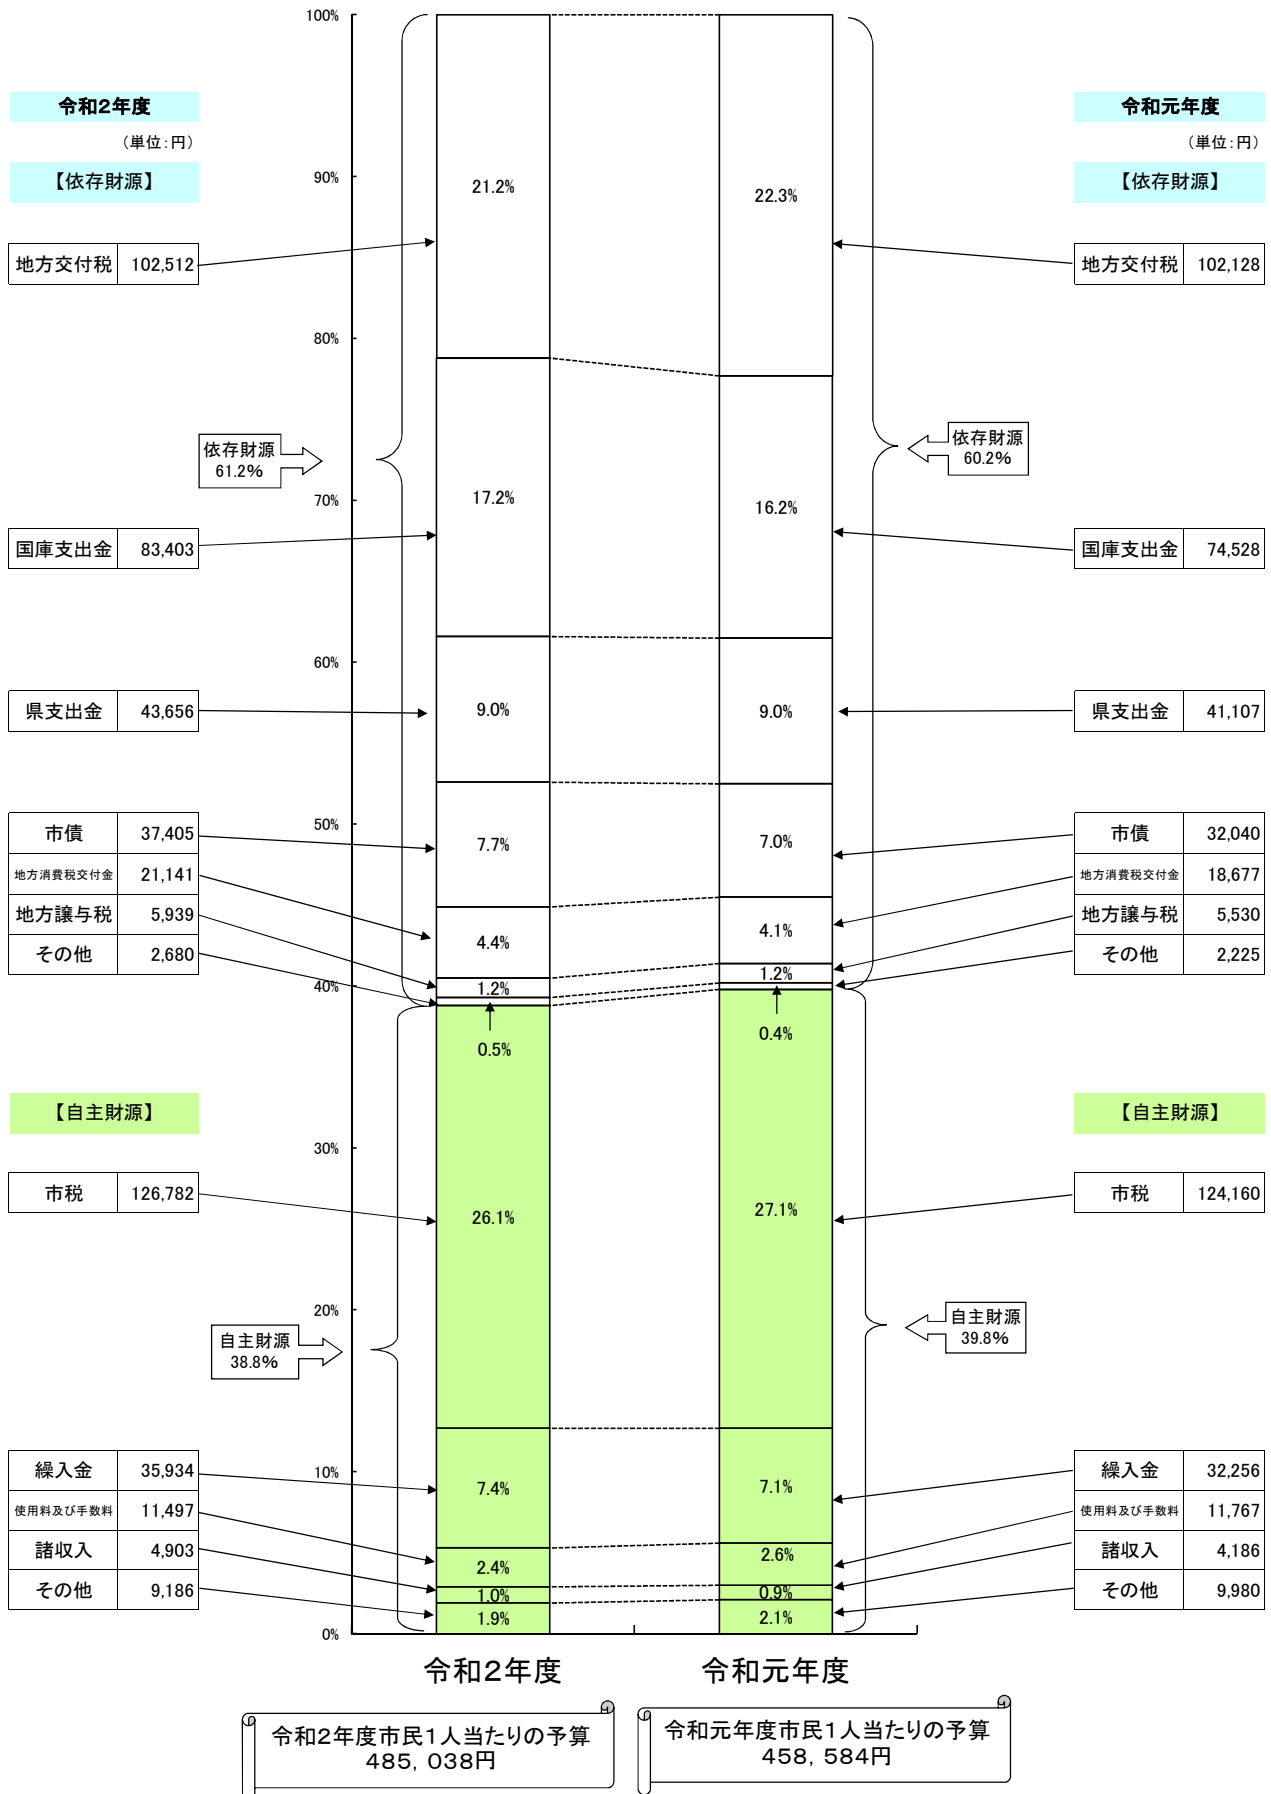 令和2年度
（単位：円）
【依存財源】
地方交付税 102,512
国庫支出金 83,403
県支出金 43,656
市債 37,405
地方消費税交付金 21,141
地方譲与税 5,939
その他 2,680
【自主財源】
市税 126,782
繰入金 35,934
使用料及び手数料 11,497
諸収入 4,903
その他 9,186
依存財源
61.2%
自主財源
38.8%
100%
90%
80%
70%
60%
50%
40%
30%
20%
10%
0%
21.2%
17.2%
9.0%
7.7%
4.4%
1.2%
0.5%
26.1%
7.4%
2.4%
1.0%
1.9%
令和2年度
22.3%
16.2%
9.0%
7.0%
4.1%
1.2%
0.4%
27.1%
7.1%
2.6%
0.9%
2.1%
令和元年度
依存財源
60.2%
自主財源
39.8%
令和元年度
（単位：円）
【依存財源】
地方交付税 102,128
国庫支出金 74,528
県支出金 41,107
市債 32,040
地方消費税交付金 18,677
地方譲与税 5,530
その他 2,225
【自主財源】
市税 124,160
繰入金 32,256
使用料及び手数料 11,767
諸収入 4,186
その他 9,980
令和2年度市民1人当たりの予算
485,038円
令和元年度市民1人当たりの予算
458,584円